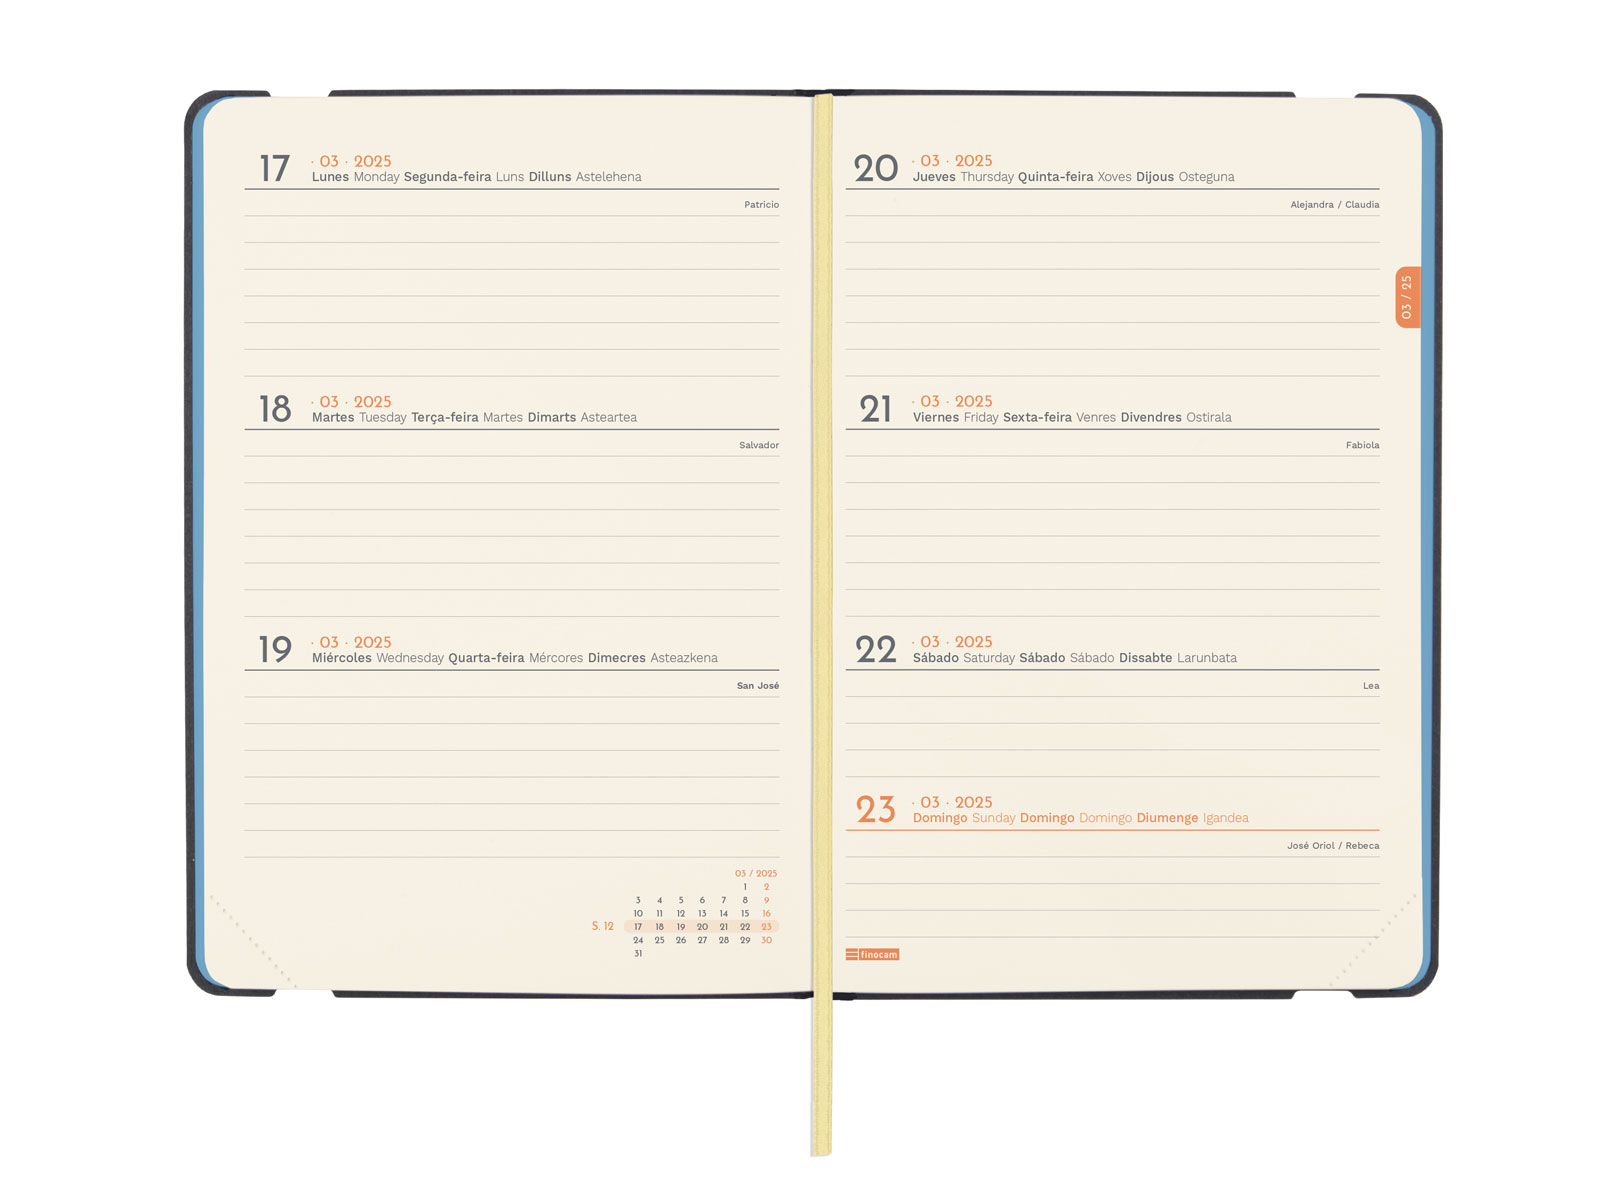 17 · 03 · 2025
Lunes Monday Segunda-feira Luns Dilluns Astelehena
Patricio
18 · 03 · 2025
Martes Tuesday Terça-feira Martes Dimarts Asteartea
Salvador
19 · 03 · 2025
Miércoles Wednesday Quarta-feira Mércores Dimecres Asteazkena
San José
03 / 2025
1 2
3 4 5 6 7 8 9
10 11 12 13 14 15 16
S. 12 17 18 19 20 21 22 23
24 25 26 27 28 29 30
31
20 · 03 · 2025
Jueves Thursday Quinta-feira Xoves Dijous Osteguna
Alejandra / Claudia
03 / 25
21 · 03 · 2025
Viernes Friday Sexta-feira Venres Divendres Ostirala
Fabiola
22 · 03 · 2025
Sábado Saturday Sábado Sábado Dissabte Larunbata
Lea
23 · 03 · 2025
Domingo Sunday Domingo Domingo Diumenge Igandea
José Oriol / Rebeca
finocam